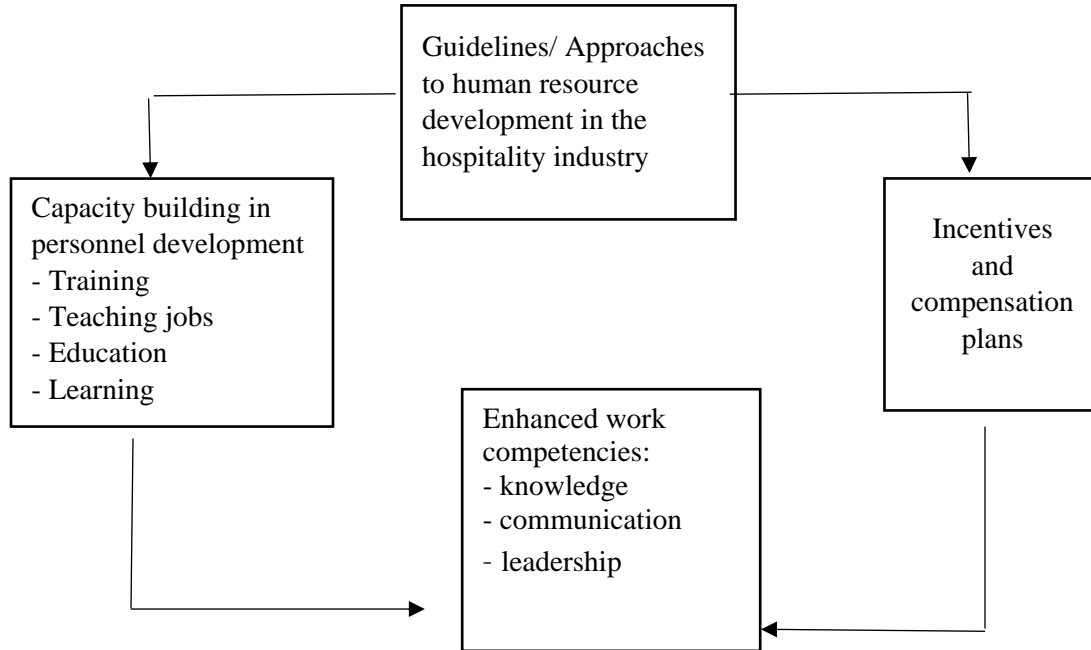 Guidelines/ Approaches
to human resource
development in the
hospitality industry
Capacity building in
personnel development
- Training
- Teaching jobs
- Education
- Learning
Incentives
and
compensation
plans
Enhanced work
competencies:
- knowledge
- communication
- leadership